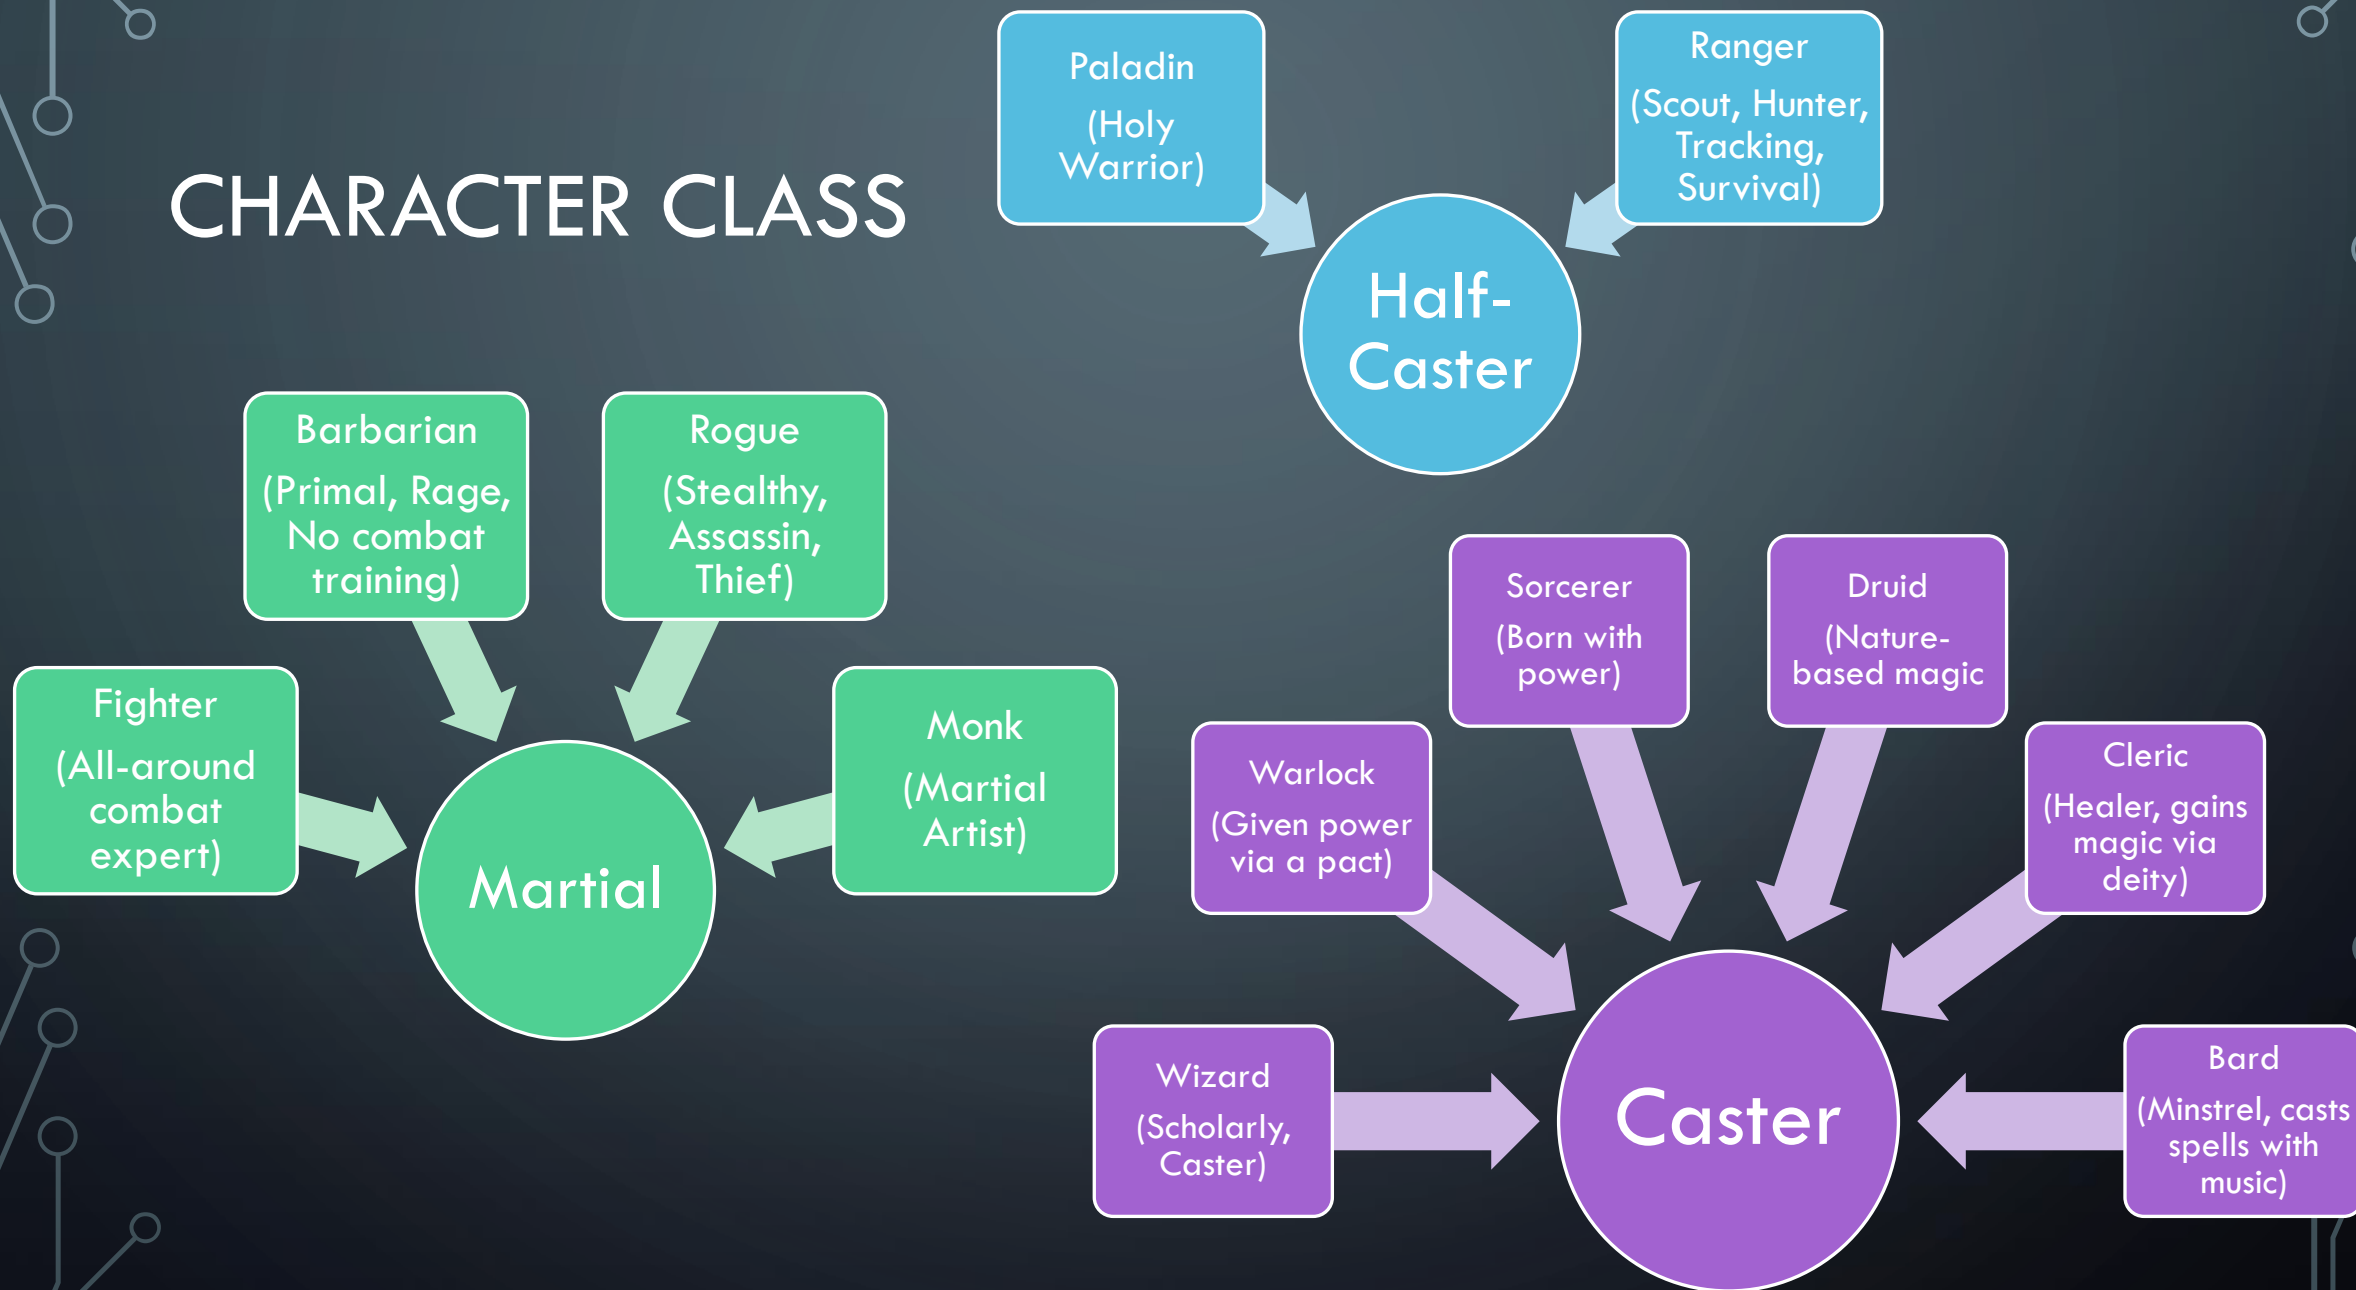 CHARACTER CLASS
Paladin
(Holy
Warrior)
Ranger
(Scout, Hunter,
Tracking,
Survival)
Half-
Caster
Barbarian
(Primal, Rage,
No combat
training)
Rogue
(Stealthy,
Assassin,
Thief)
Fighter
(All-around
combat
expert)
Monk
(Martial
Artist)
Martial
Sorcerer
(Born with
power)
Druid
(Nature-
based magic
Warlock
(Given power
via a pact)
Cleric
(Healer, gains
magic via
deity)
Wizard
(Scholarly,
Caster)
Bard
(Minstrel, casts
spells with
music)
Caster